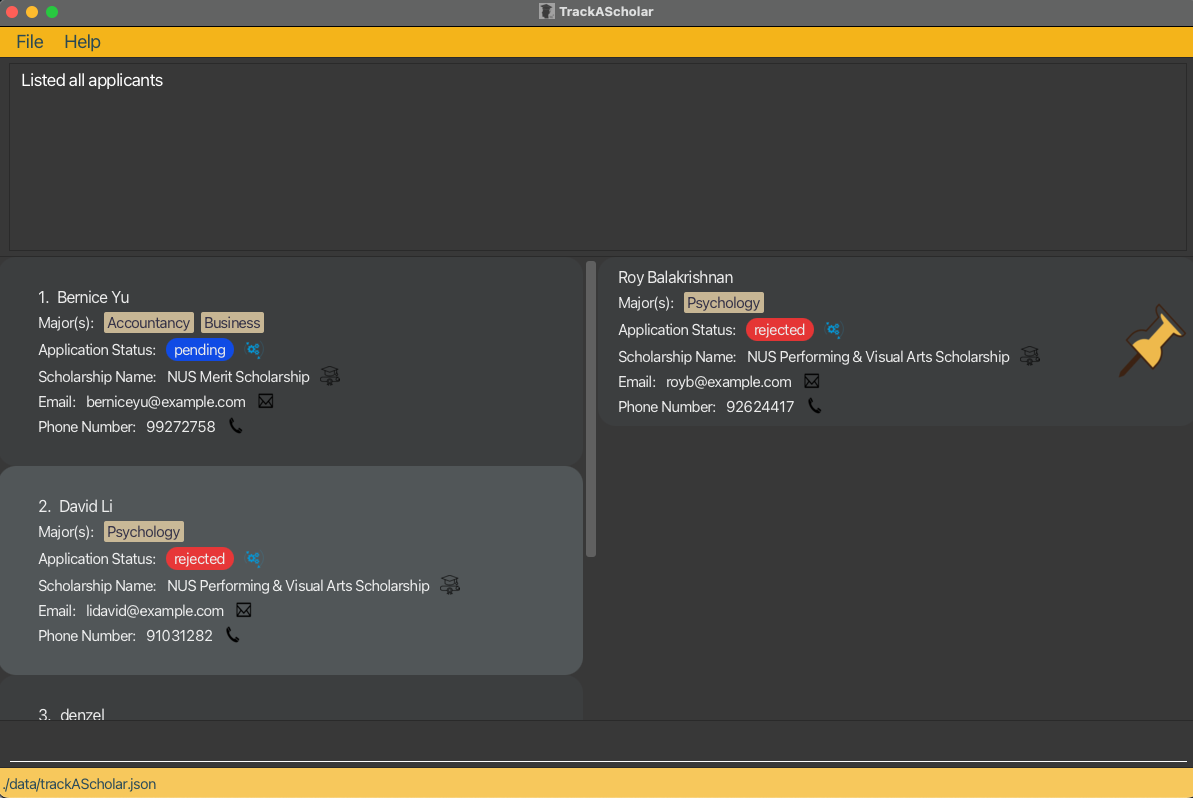 TrackAScholar
File Help
Listed all applicants
1. Bernice Yu
Major(s): Accountancy Business
Application Status: pending
Scholarship Name: NUS Merit Scholarship
Email: berniceyu@example.com
Phone Number: 99272758
2. David Li
Major(s): Psychology
Application Status: rejected
Scholarship Name: NUS Performing & Visual Arts Scholarship
Email: lidavid@example.com
Phone Number: 91031282
3. denzel
Roy Balakrishnan
Major(s): Psychology
Application Status: rejected
Scholarship Name: NUS Performing & Visual Arts Scholarship
Email: royb@example.com
Phone Number: 92624417
./data/trackAScholar.json